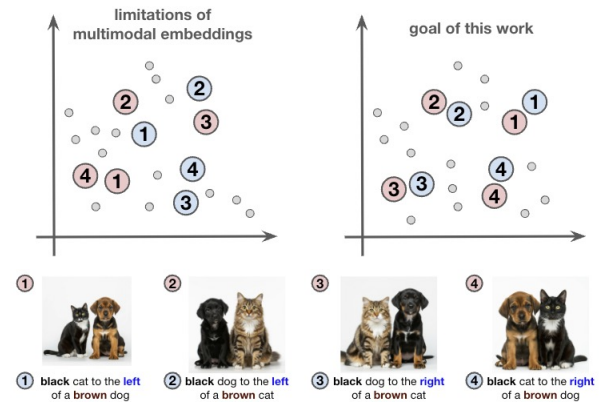 limitations of
multimodal embeddings
goal of this work
2
2
3
1
4
1
4
3
2
2
1
1
3
3
4
4
1
2
3
4
1 black cat to the left
of a brown dog
2 black dog to the left
of a brown cat
3 black dog to the right
of a brown cat
4 black cat to the right
of a brown dog